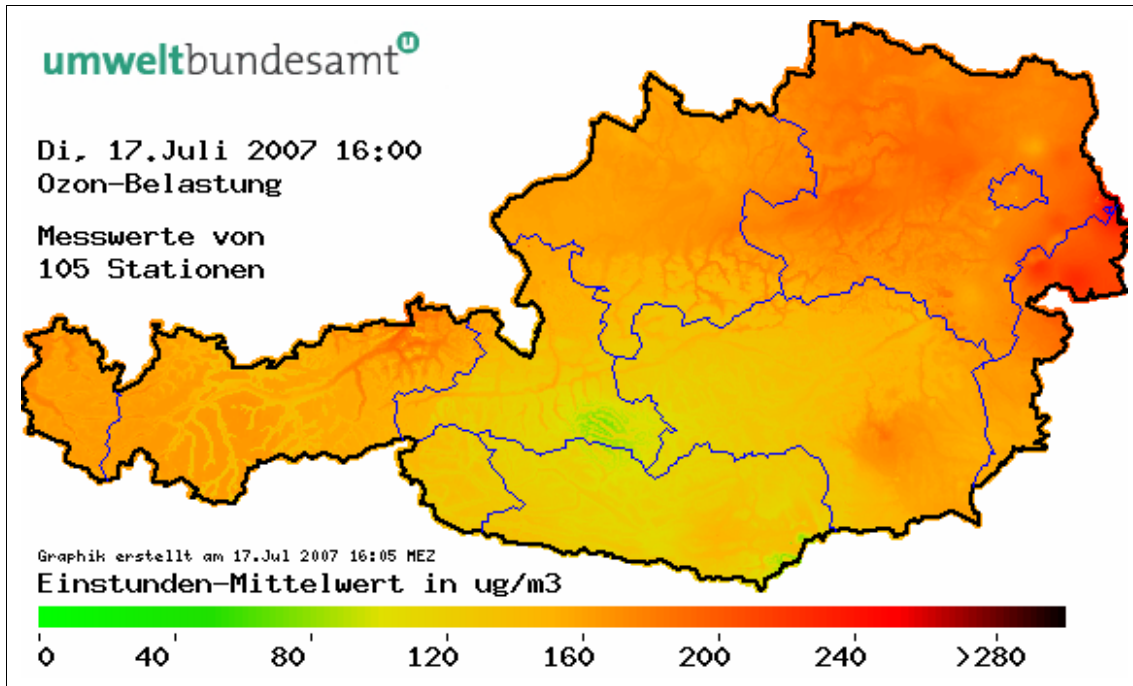 umweltbundesamt u
Di, 17.Juli 2007 16:00
Ozon-Belastung
Messwerte von
105 Stationen
Graphik erstellt am 17.Jul 2007 16:05 MEZ
Einstunden-Mittelwert in ug/m3
0 40 80 120 160 200 240 >280